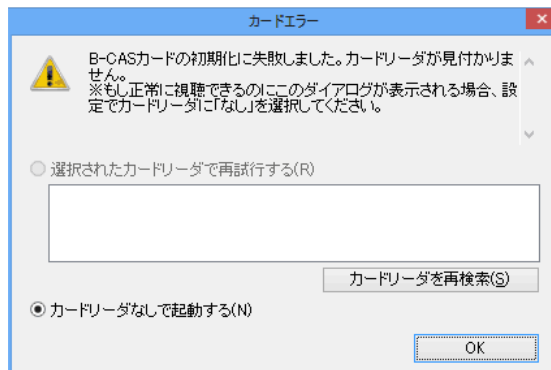 カードエラー
B-CASカードの初期化に失敗しました。カードリーダが見付かりま
せん。
※もし正常に視聴できるのにこのダイアログが表示される場合、設
定でカードリーダに「なし」を選択してください。
選択されたカードリーダで再試行する(R)
カードリーダを再検索(S)
カードリーダなしで起動する(N)
OK